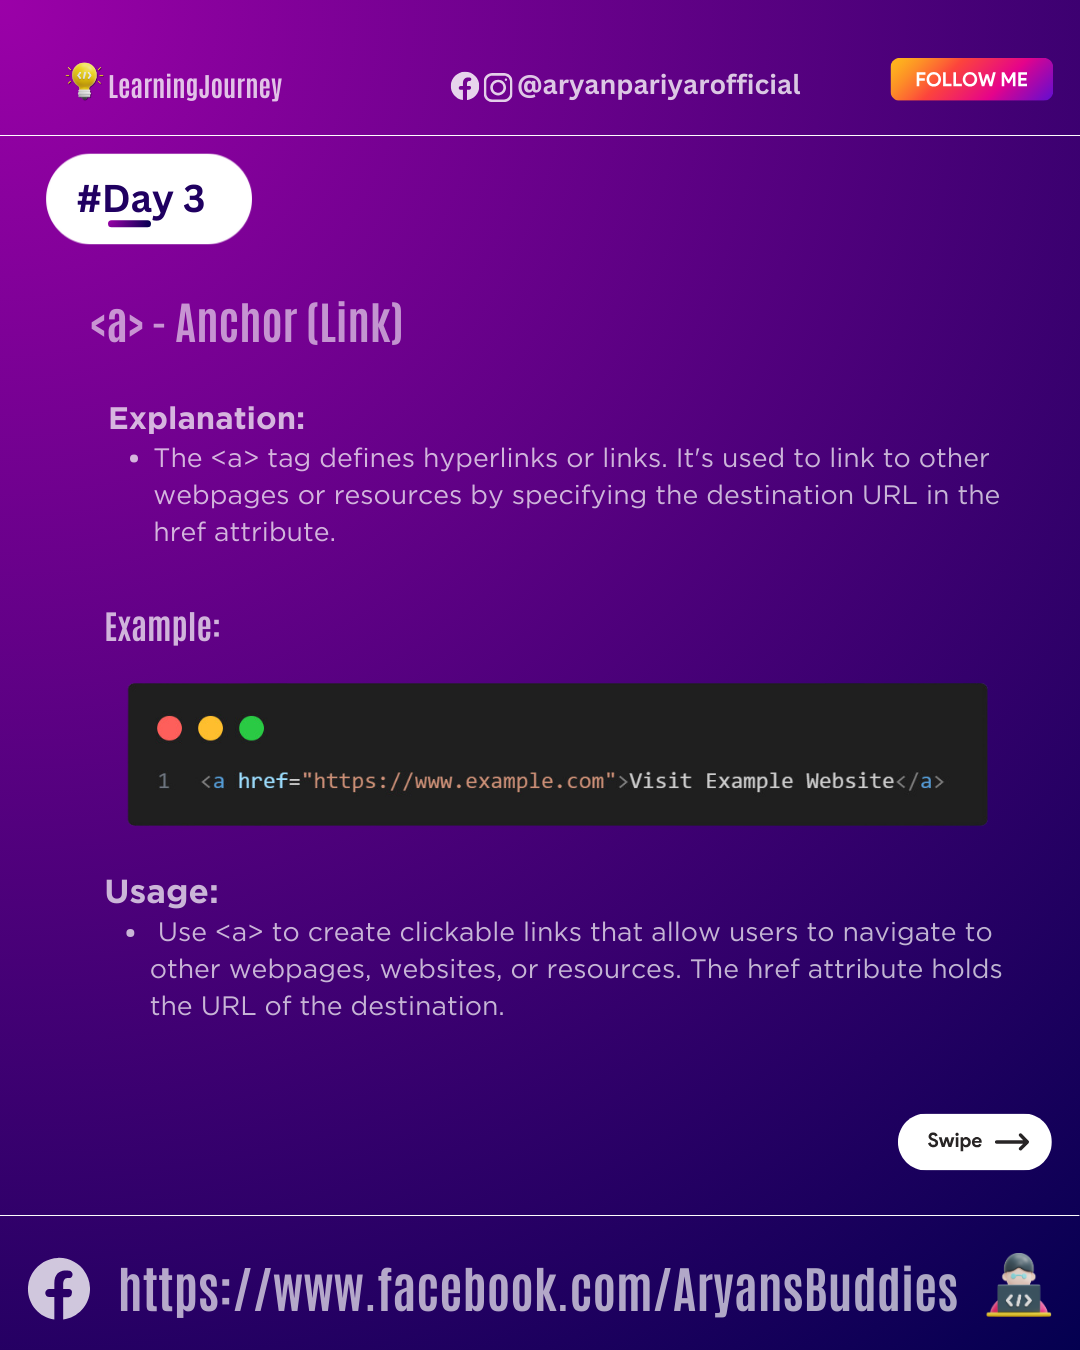 LearningJourney
@aryanpariyarofficial
FOLLOW ME
#Day 3
<a> - Anchor (Link)
Explanation:
• The <a> tag defines hyperlinks or links. It's used to link to other
webpages or resources by specifying the destination URL in the
href attribute.
Example:
1 <a href="https://www.example.com">Visit Example Website</a>
Usage:
• Use <a> to create clickable links that allow users to navigate to
other webpages, websites, or resources. The href attribute holds
the URL of the destination.
Swipe
https://www.facebook.com/AryansBuddies